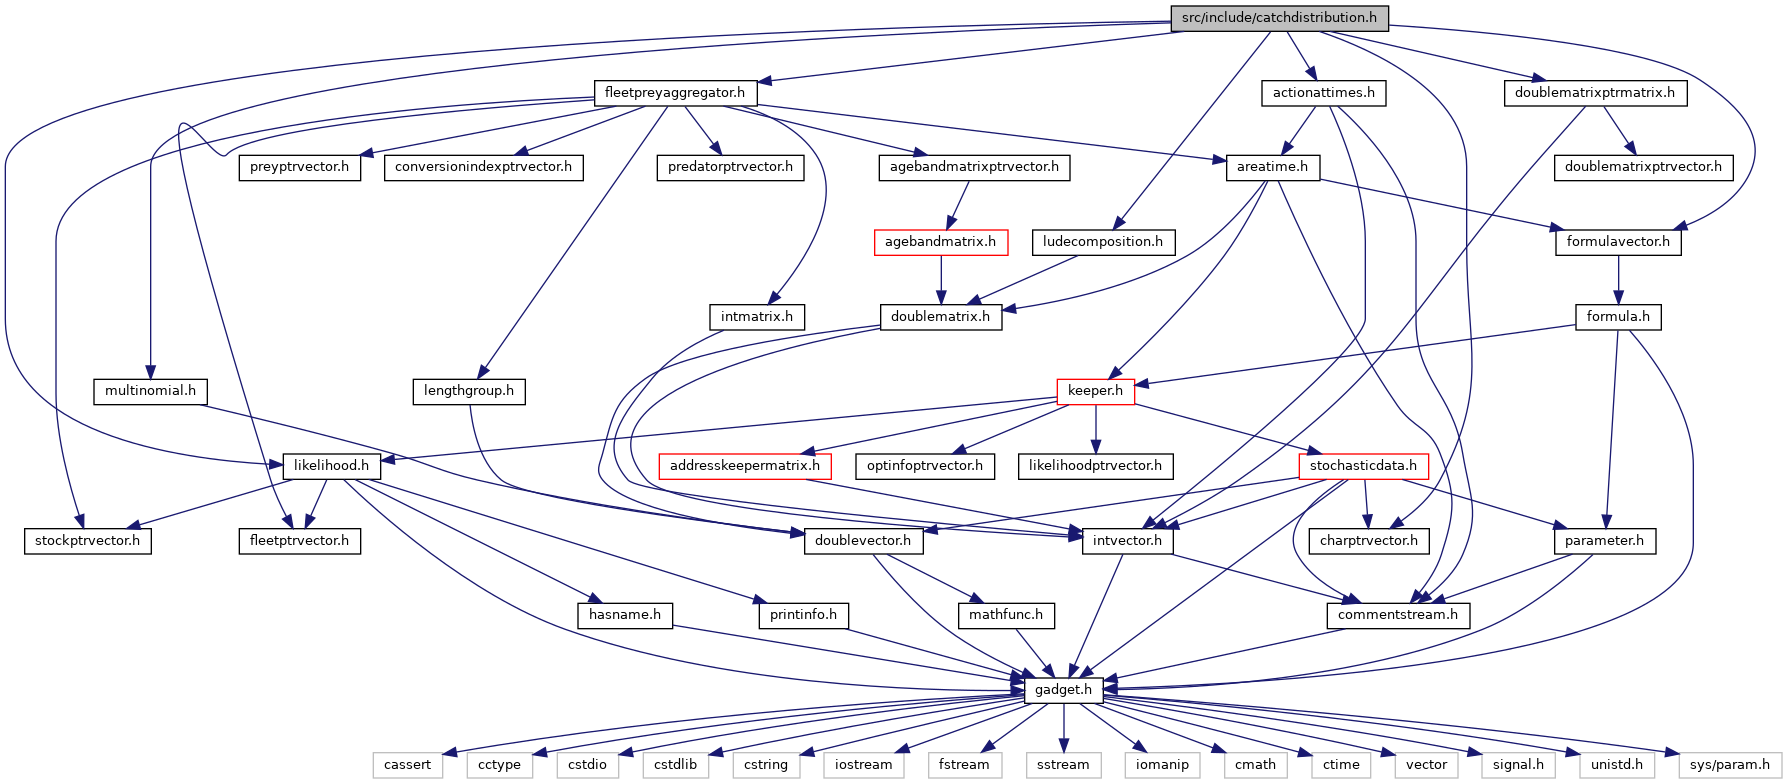 src/include/catchdistribution.h
fleetpreyaggregator.h
actionattimes.h
doublematrixptrmatrix.h
preyptrvector.h
conversionindexptrvector.h
predatorptrvector.h
agebandmatrixptrvector.h
areatime.h
doublematrixptrvector.h
agebandmatrix.h
ludecomposition.h
formulavector.h
intmatrix.h
doublematrix.h
formula.h
multinomial.h
lengthgroup.h
keeper.h
likelihood.h
addresskeepermatrix.h
optinfoptrvector.h
likelihoodptrvector.h
stochasticdata.h
stockptrvector.h
fleetptrvector.h
doublevector.h
intvector.h
charptrvector.h
parameter.h
hasname.h
printinfo.h
mathfunc.h
commentstream.h
gadget.h
cassert
cctype
cstdio
cstdlib
cstring
iostream
fstream
sstream
iomanip
cmath
ctime
vector
signal.h
unistd.h
sys/param.h